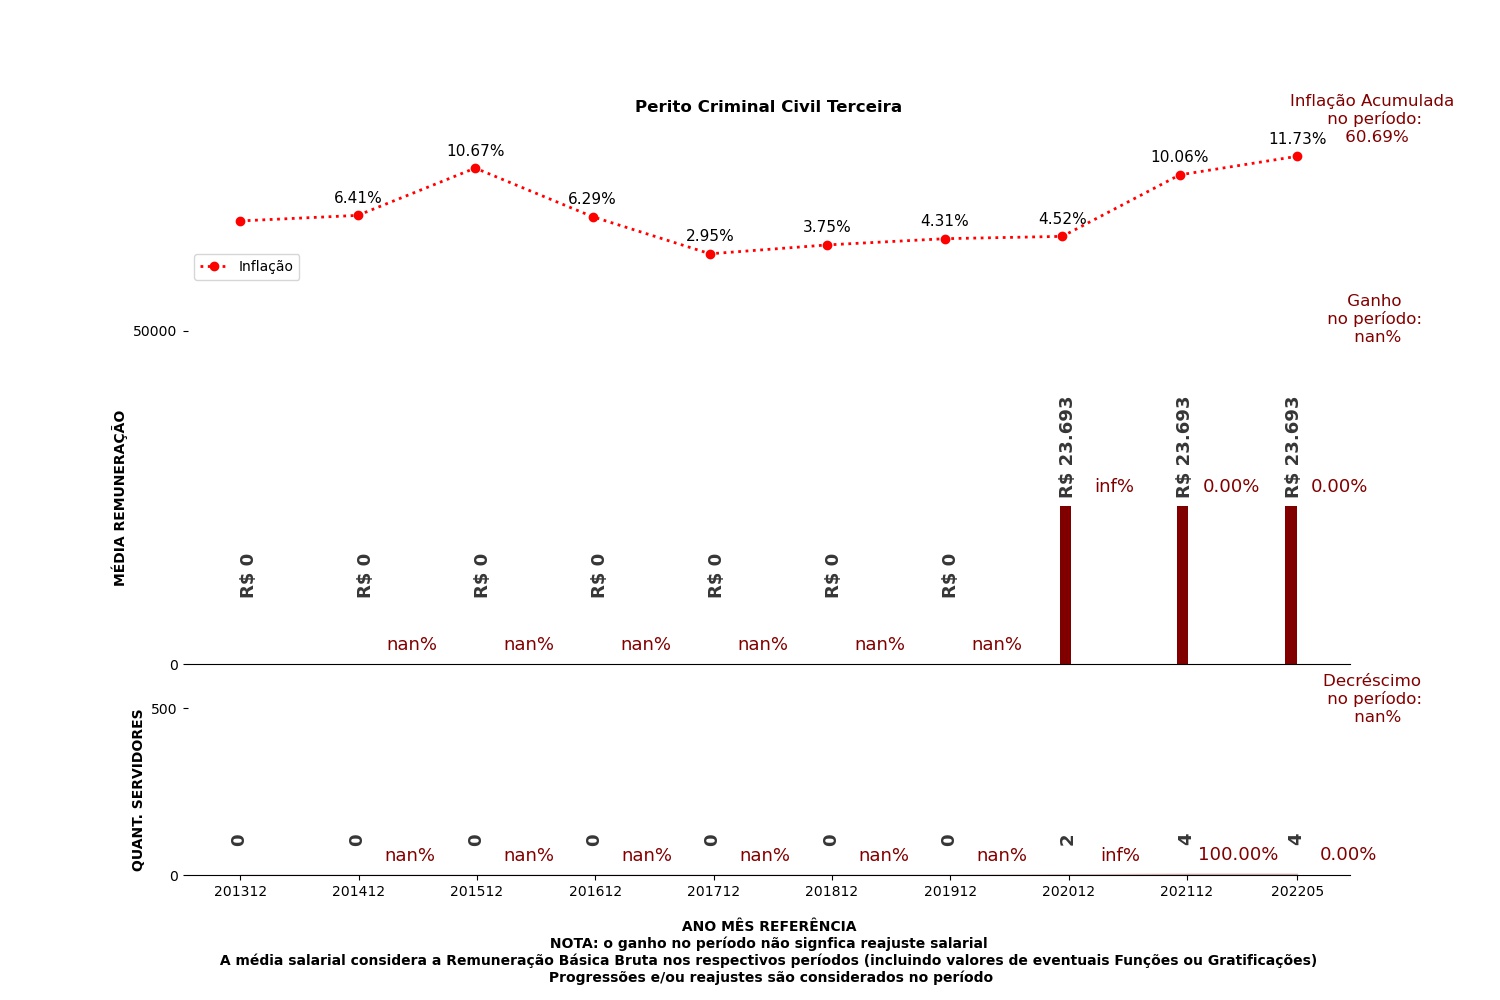 Perito Criminal Civil Terceira
Inflação Acumulada
no período:
60.69%
6.41%
10.67%
6.29%
2.95%
3.75%
4.31%
4.52%
10.06%
11.73%
Inflação
Ganho
no período:
nan%
50000
0
MÉDIA REMUNERAÇÃO
R$ 0
R$ 0
R$ 0
R$ 0
R$ 0
R$ 0
R$ 0
R$ 23.693
R$ 23.693
R$ 23.693
nan%
nan%
nan%
nan%
nan%
nan%
inf%
0.00%
0.00%
Decréscimo
no período:
nan%
500
0
QUANT. SERVIDORES
0
0
0
0
0
0
0
2
4
4
nan%
nan%
nan%
nan%
nan%
nan%
inf%
100.00%
0.00%
201312
201412
201512
201612
201712
201812
201912
202012
202112
202205
ANO MÊS REFERÊNCIA
NOTA: o ganho no período não signfica reajuste salarial
A média salarial considera a Remuneração Básica Bruta nos respectivos períodos (incluindo valores de eventuais Funções ou Gratificações)
Progressões e/ou reajustes são considerados no período